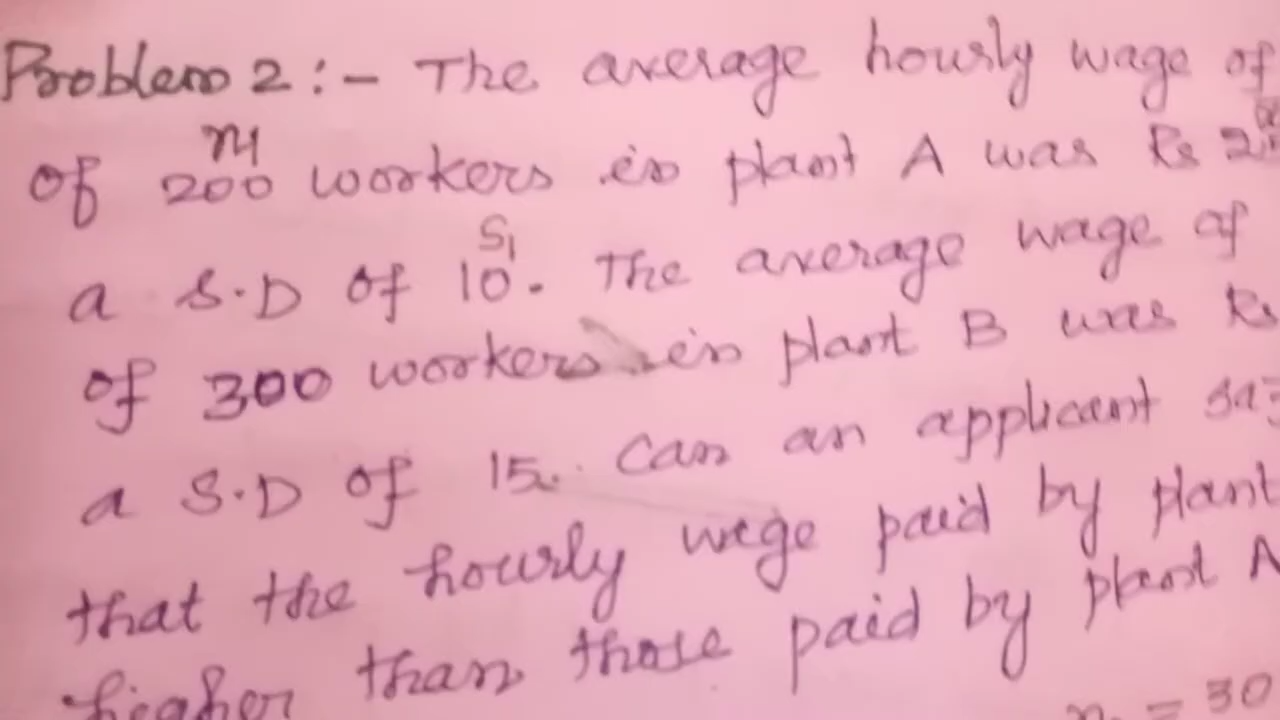 Problem 2 :- The average hourly wage of
n1
of 200 workers in plant A was Rs
S1
a S.D of 10. The average wage of
of 300 workers in plant B was Rs
a S.D of 15. Can an applicant
that the hourly wage paid by plant
higher than those paid by plant A
= 30